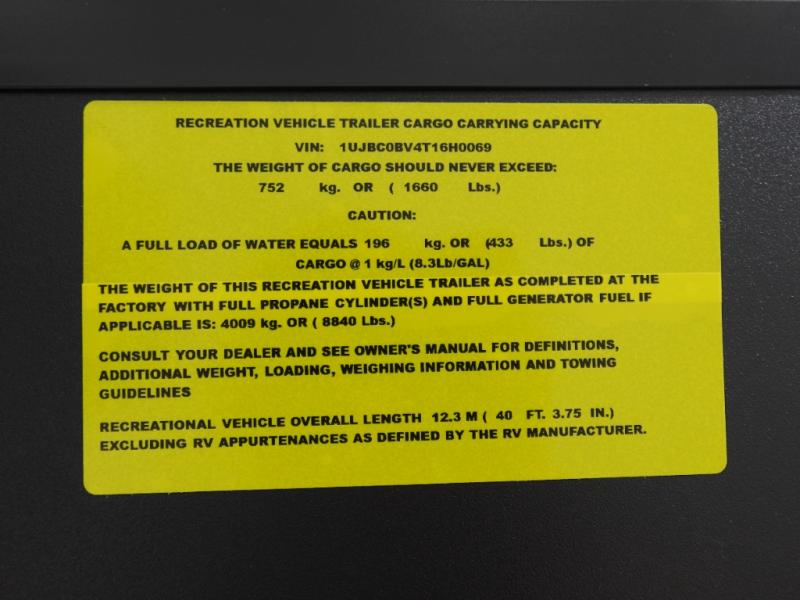 RECREATION VEHICLE TRAILER CARGO CARRYING CAPACITY
VIN: 1UJBC0BV4T16H0069
THE WEIGHT OF CARGO SHOULD NEVER EXCEED:
752 kg. OR ( 1660 Lbs.)
CAUTION:
A FULL LOAD OF WATER EQUALS 196 kg. OR (433 Lbs.) OF
CARGO @ 1 kg/L (8.3Lb/GAL)
THE WEIGHT OF THIS RECREATION VEHICLE TRAILER AS COMPLETED AT THE
FACTORY WITH FULL PROPANE CYLINDER(S) AND FULL GENERATOR FUEL IF
APPLICABLE IS: 4009 kg. OR ( 8840 Lbs.)
CONSULT YOUR DEALER AND SEE OWNER'S MANUAL FOR DEFINITIONS,
ADDITIONAL WEIGHT, LOADING, WEIGHING INFORMATION AND TOWING
GUIDELINES
RECREATIONAL VEHICLE OVERALL LENGTH 12.3 M ( 40 FT. 3.75 IN.)
EXCLUDING RV APPURTENANCES AS DEFINED BY THE RV MANUFACTURER.